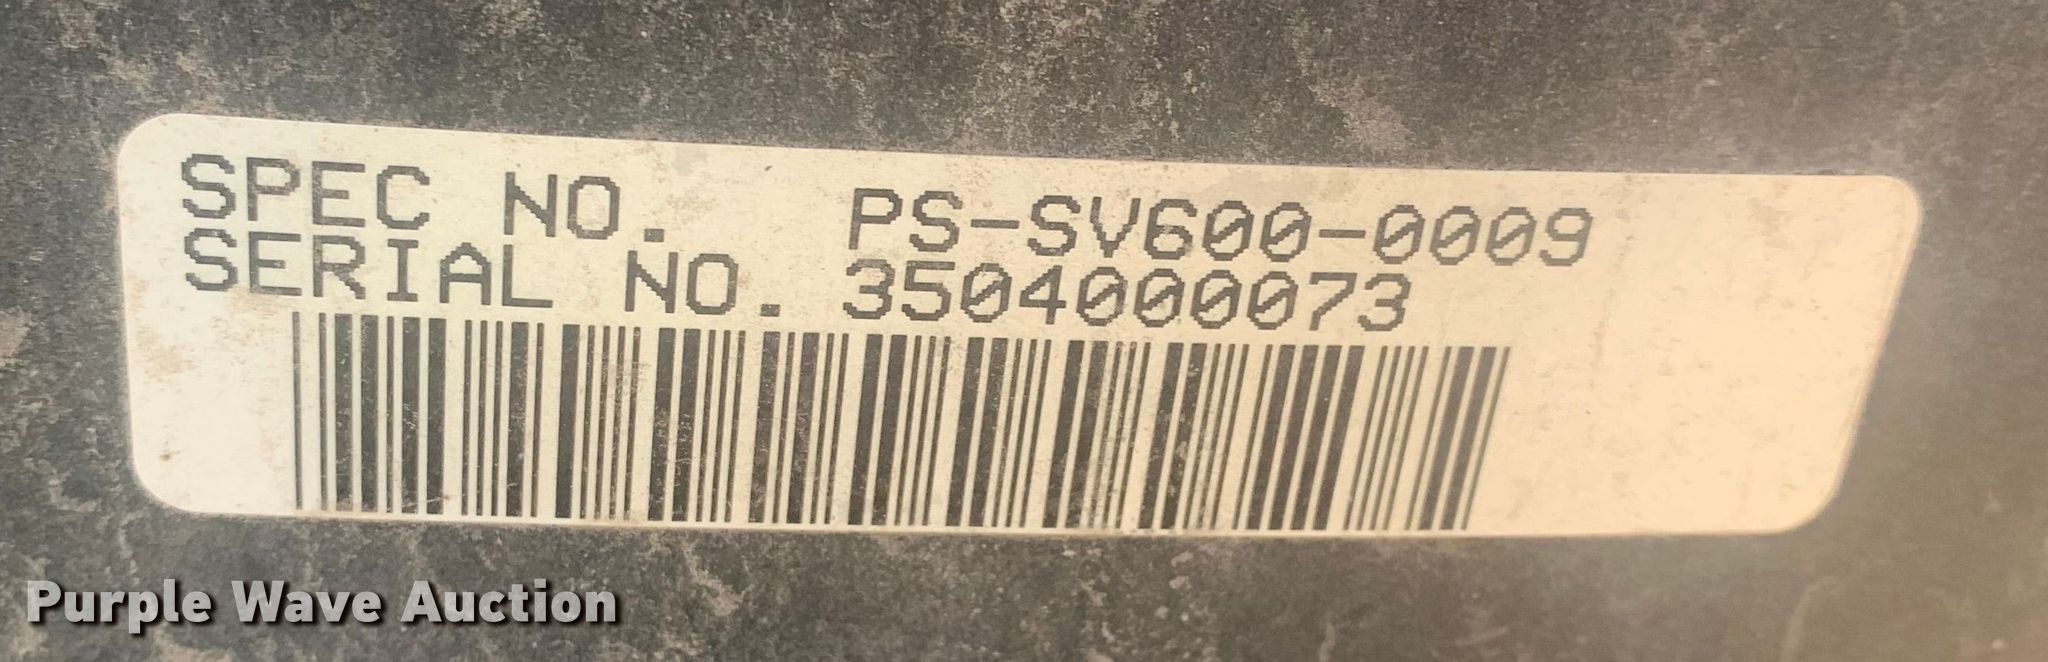 SPEC NO. PS-SV600-0009
SERIAL NO. 3504000073
Purple Wave Auction